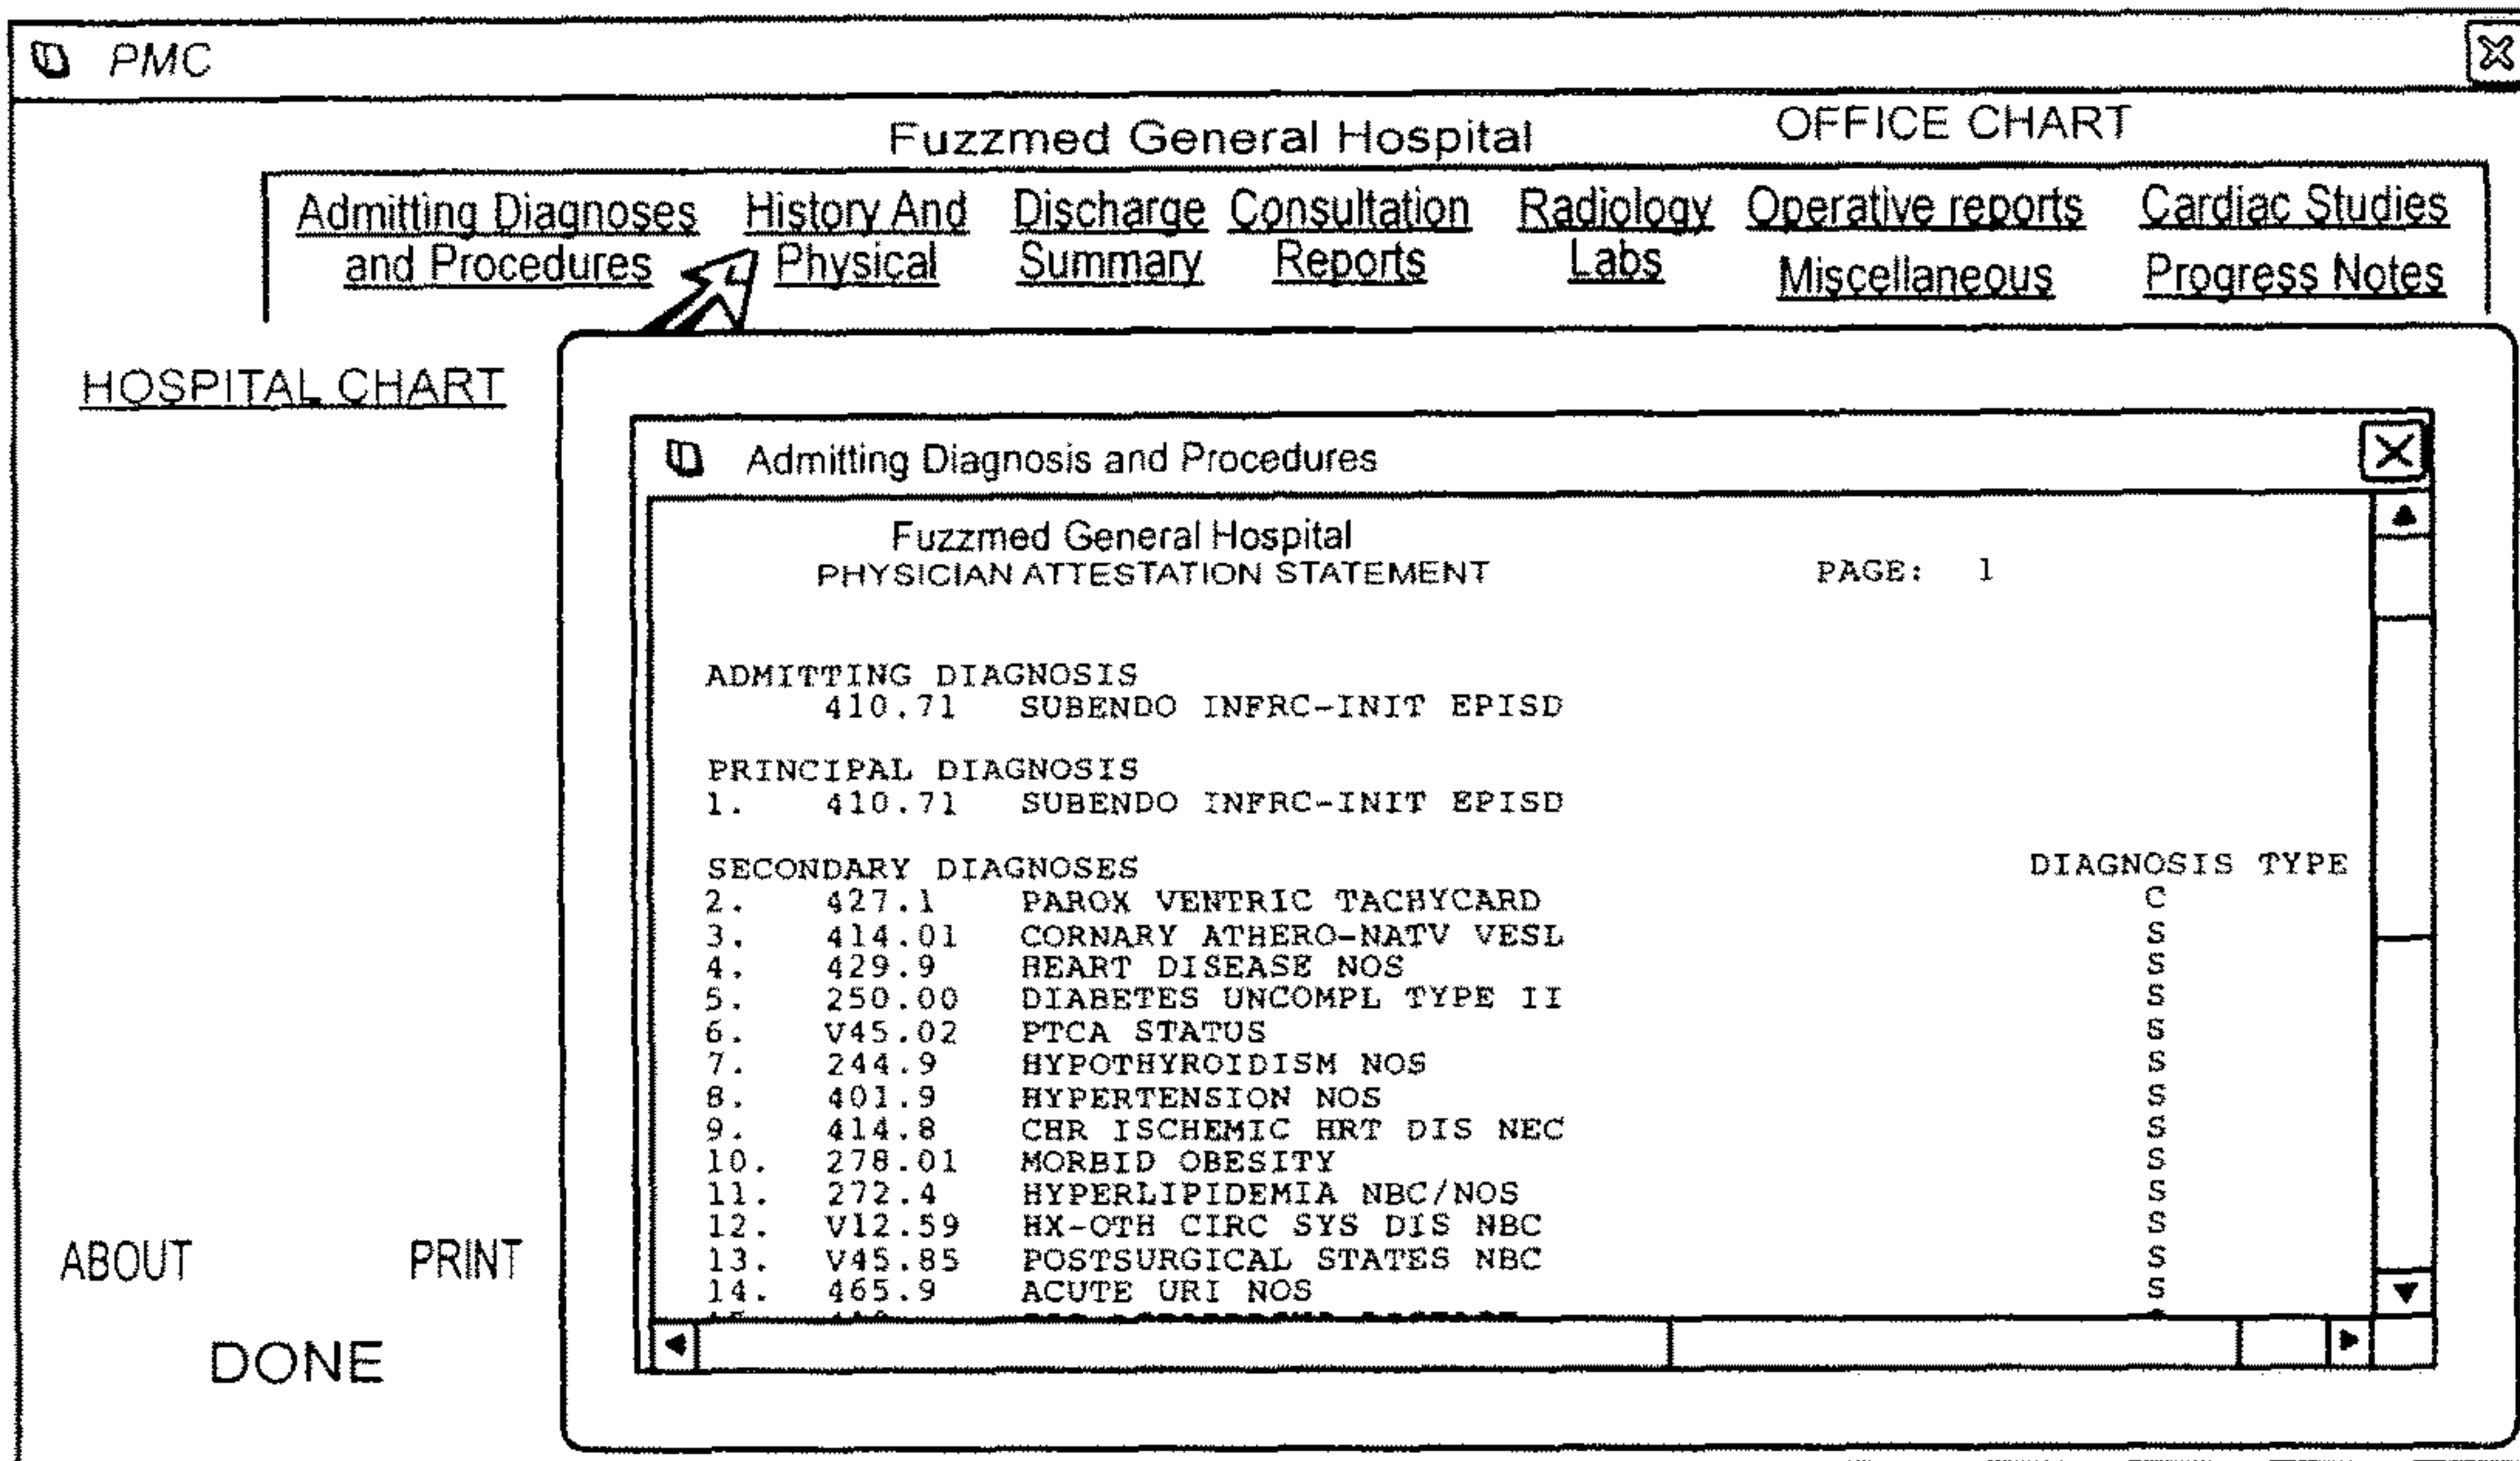 PMC
OFFICE CHART
Fuzzmed General Hospital
Admitting Diagnoses and Procedures
History And Physical
Discharge Summary
Consultation Reports
Radiology Labs
Operative reports
Miscellaneous
Cardiac Studies
Progress Notes
HOSPITAL CHART
Admitting Diagnosis and Procedures
Fuzzmed General Hospital
PHYSICIAN ATTESTATION STATEMENT PAGE: 1
ADMITTING DIAGNOSIS
410.71 SUBENDO INFRC-INIT EPISD
PRINCIPAL DIAGNOSIS
1. 410.71 SUBENDO INFRC-INIT EPISD
SECONDARY DIAGNOSES DIAGNOSIS TYPE
2. 427.1 PAROX VENTRIC TACHYCARD C
3. 414.01 CORNARY ATHERO-NATV VESL S
4. 429.9 HEART DISEASE NOS S
5. 250.00 DIABETES UNCOMPL TYPE II S
6. V45.02 PTCA STATUS S
7. 244.9 HYPOTHYROIDISM NOS S
8. 401.9 HYPERTENSION NOS S
9. 414.8 CHR ISCHEMIC HRT DIS NEC S
10. 278.01 MORBID OBESITY S
11. 272.4 HYPERLIPIDEMIA NBC/NOS S
12. V12.59 HX-OTH CIRC SYS DIS NBC S
13. V45.85 POSTSURGICAL STATES NBC S
14. 465.9 ACUTE URI NOS S
ABOUT PRINT
DONE